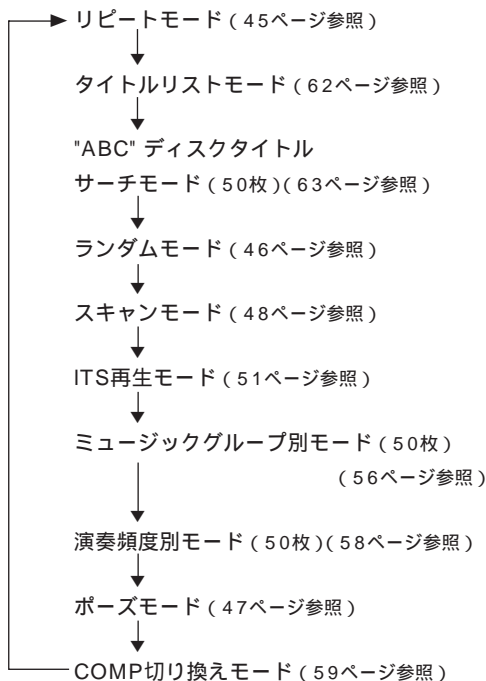 リピートモード(45ページ参照)
タイトルリストモード(62ページ参照)
"ABC" ディスクタイトル
サーチモード(50枚)(63ページ参照)
ランダムモード(46ページ参照)
スキャンモード(48ページ参照)
ITS再生モード(51ページ参照)
ミュージックグループ別モード(50枚)
(56ページ参照)
演奏頻度別モード(50枚)(58ページ参照)
ポーズモード(47ページ参照)
COMP切り換えモード(59ページ参照)